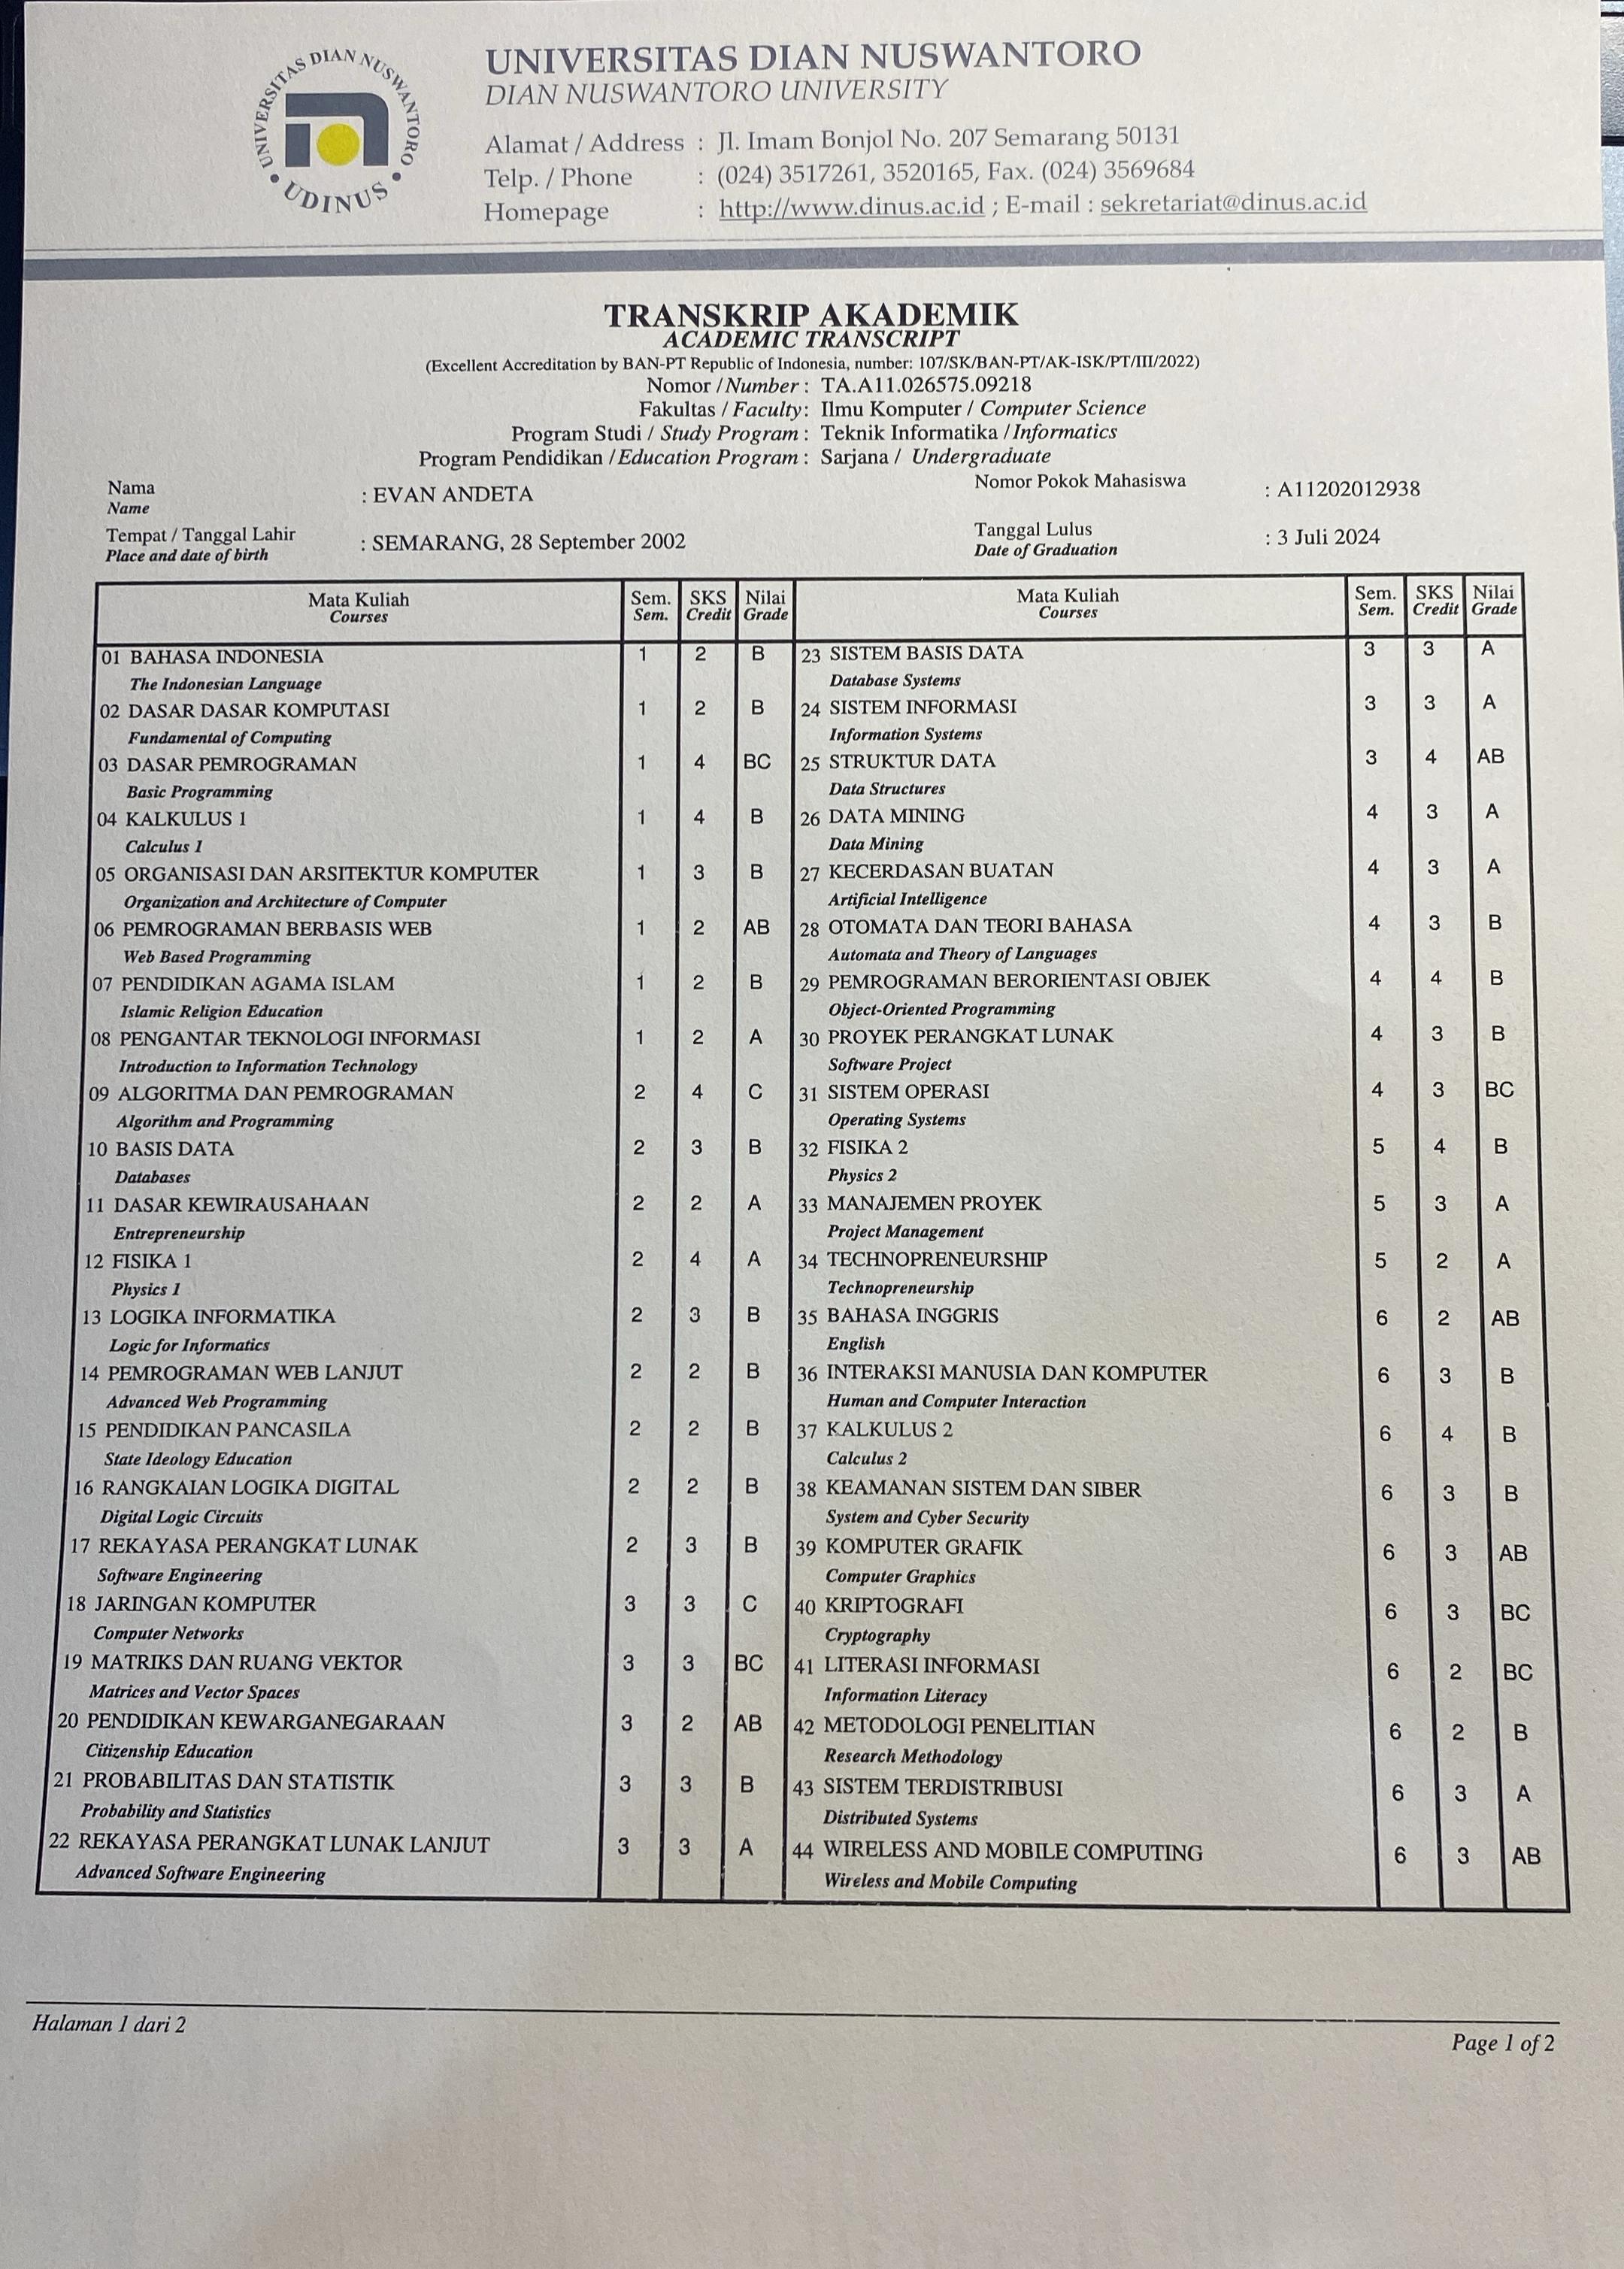 UNIVERSITAS DIAN NUSWANTORO
UDINUS
UNIVERSITAS DIAN NUSWANTORO
DIAN NUSWANTORO UNIVERSITY
Alamat / Address : Jl. Imam Bonjol No. 207 Semarang 50131
Telp. / Phone : (024) 3517261, 3520165, Fax. (024) 3569684
Homepage : http://www.dinus.ac.id ; E-mail : sekretariat@dinus.ac.id
TRANSKRIP AKADEMIK
ACADEMIC TRANSCRIPT
(Excellent Accreditation by BAN-PT Republic of Indonesia, number: 107/SK/BAN-PT/AK-ISK/PT/III/2022)
Nomor / Number : TA.A11.026575.09218
Fakultas / Faculty: Ilmu Komputer / Computer Science
Program Studi / Study Program : Teknik Informatika / Informatics
Program Pendidikan / Education Program : Sarjana / Undergraduate
Nama : EVAN ANDETA
Name
Nomor Pokok Mahasiswa : A11202012938
Tempat / Tanggal Lahir : SEMARANG, 28 September 2002
Place and date of birth
Tanggal Lulus : 3 Juli 2024
Date of Graduation
Mata Kuliah Sem. SKS Nilai
Courses Sem. Credit Grade
01 BAHASA INDONESIA 1 2 B
The Indonesian Language
02 DASAR DASAR KOMPUTASI 1 2 B
Fundamental of Computing
03 DASAR PEMROGRAMAN 1 4 BC
Basic Programming
04 KALKULUS 1 1 4 B
Calculus 1
05 ORGANISASI DAN ARSITEKTUR KOMPUTER 1 3 B
Organization and Architecture of Computer
06 PEMROGRAMAN BERBASIS WEB 1 2 AB
Web Based Programming
07 PENDIDIKAN AGAMA ISLAM 1 2 B
Islamic Religion Education
08 PENGANTAR TEKNOLOGI INFORMASI 1 2 A
Introduction to Information Technology
09 ALGORITMA DAN PEMROGRAMAN 2 4 C
Algorithm and Programming
10 BASIS DATA 2 3 B
Databases
11 DASAR KEWIRAUSAHAAN 2 2 A
Entrepreneurship
12 FISIKA 1 2 4 A
Physics 1
13 LOGIKA INFORMATIKA 2 3 B
Logic for Informatics
14 PEMROGRAMAN WEB LANJUT 2 2 B
Advanced Web Programming
15 PENDIDIKAN PANCASILA 2 2 B
State Ideology Education
16 RANGKAIAN LOGIKA DIGITAL 2 2 B
Digital Logic Circuits
17 REKAYASA PERANGKAT LUNAK 2 3 B
Software Engineering
18 JARINGAN KOMPUTER 3 3 C
Computer Networks
19 MATRIKS DAN RUANG VEKTOR 3 3 BC
Matrices and Vector Spaces
20 PENDIDIKAN KEWARGANEGARAAN 3 2 AB
Citizenship Education
21 PROBABILITAS DAN STATISTIK 3 3 B
Probability and Statistics
22 REKAYASA PERANGKAT LUNAK LANJUT 3 3 A
Advanced Software Engineering
Mata Kuliah Sem. SKS Nilai
Courses Sem. Credit Grade
23 SISTEM BASIS DATA 3 3 A
Database Systems
24 SISTEM INFORMASI 3 3 A
Information Systems
25 STRUKTUR DATA 3 4 AB
Data Structures
26 DATA MINING 4 3 A
Data Mining
27 KECERDASAN BUATAN 4 3 A
Artificial Intelligence
28 OTOMATA DAN TEORI BAHASA 4 3 B
Automata and Theory of Languages
29 PEMROGRAMAN BERORIENTASI OBJEK 4 4 B
Object-Oriented Programming
30 PROYEK PERANGKAT LUNAK 4 3 B
Software Project
31 SISTEM OPERASI 4 3 BC
Operating Systems
32 FISIKA 2 5 4 B
Physics 2
33 MANAJEMEN PROYEK 5 3 A
Project Management
34 TECHNOPRENEURSHIP 5 2 A
Technopreneurship
35 BAHASA INGGRIS 6 2 AB
English
36 INTERAKSI MANUSIA DAN KOMPUTER 6 3 B
Human and Computer Interaction
37 KALKULUS 2 6 4 B
Calculus 2
38 KEAMANAN SISTEM DAN SIBER 6 3 B
System and Cyber Security
39 KOMPUTER GRAFIK 6 3 AB
Computer Graphics
40 KRIPTOGRAFI 6 3 BC
Cryptography
41 LITERASI INFORMASI 6 2 BC
Information Literacy
42 METODOLOGI PENELITIAN 6 2 B
Research Methodology
43 SISTEM TERDISTRIBUSI 6 3 A
Distributed Systems
44 WIRELESS AND MOBILE COMPUTING 6 3 AB
Wireless and Mobile Computing
Halaman 1 dari 2
Page 1 of 2